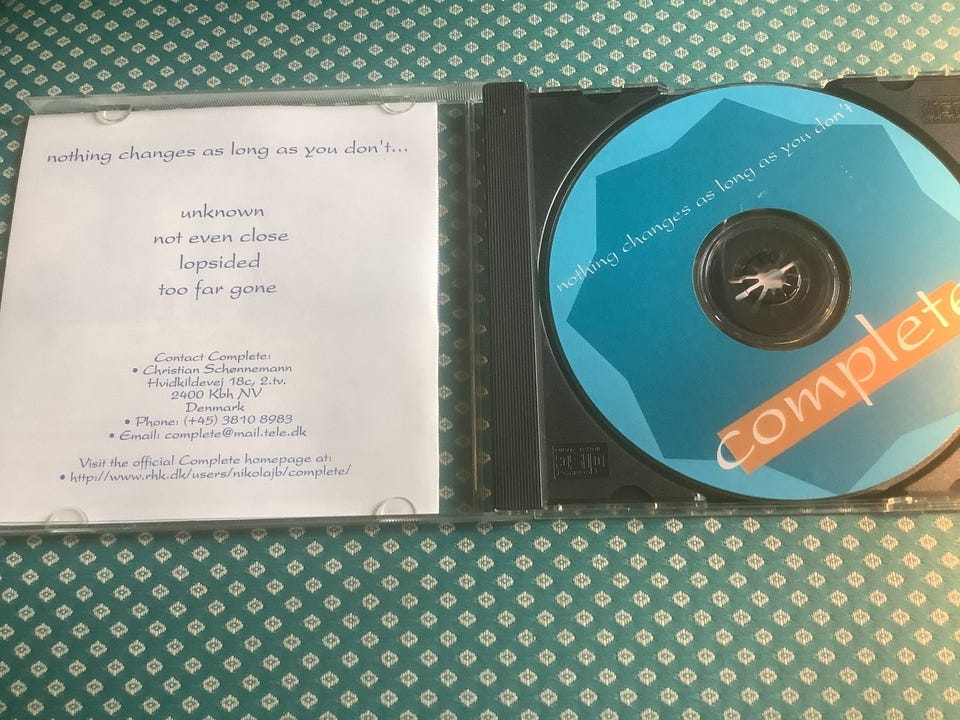 nothing changes as long as you don't...
unknown
not even close
lopsided
too far gone
Contact Complete:
• Christian Schønnemann
Hvidkildevej 18c, 2.tv.
2400 Kbh NV
Denmark
• Phone: (+45) 3810 8983
• Email: complete@mail.tele.dk
Visit the official Complete homepage at:
• http://www.rhk.dk/users/nikolajb/complete/
nothing changes as long as you don't
complete